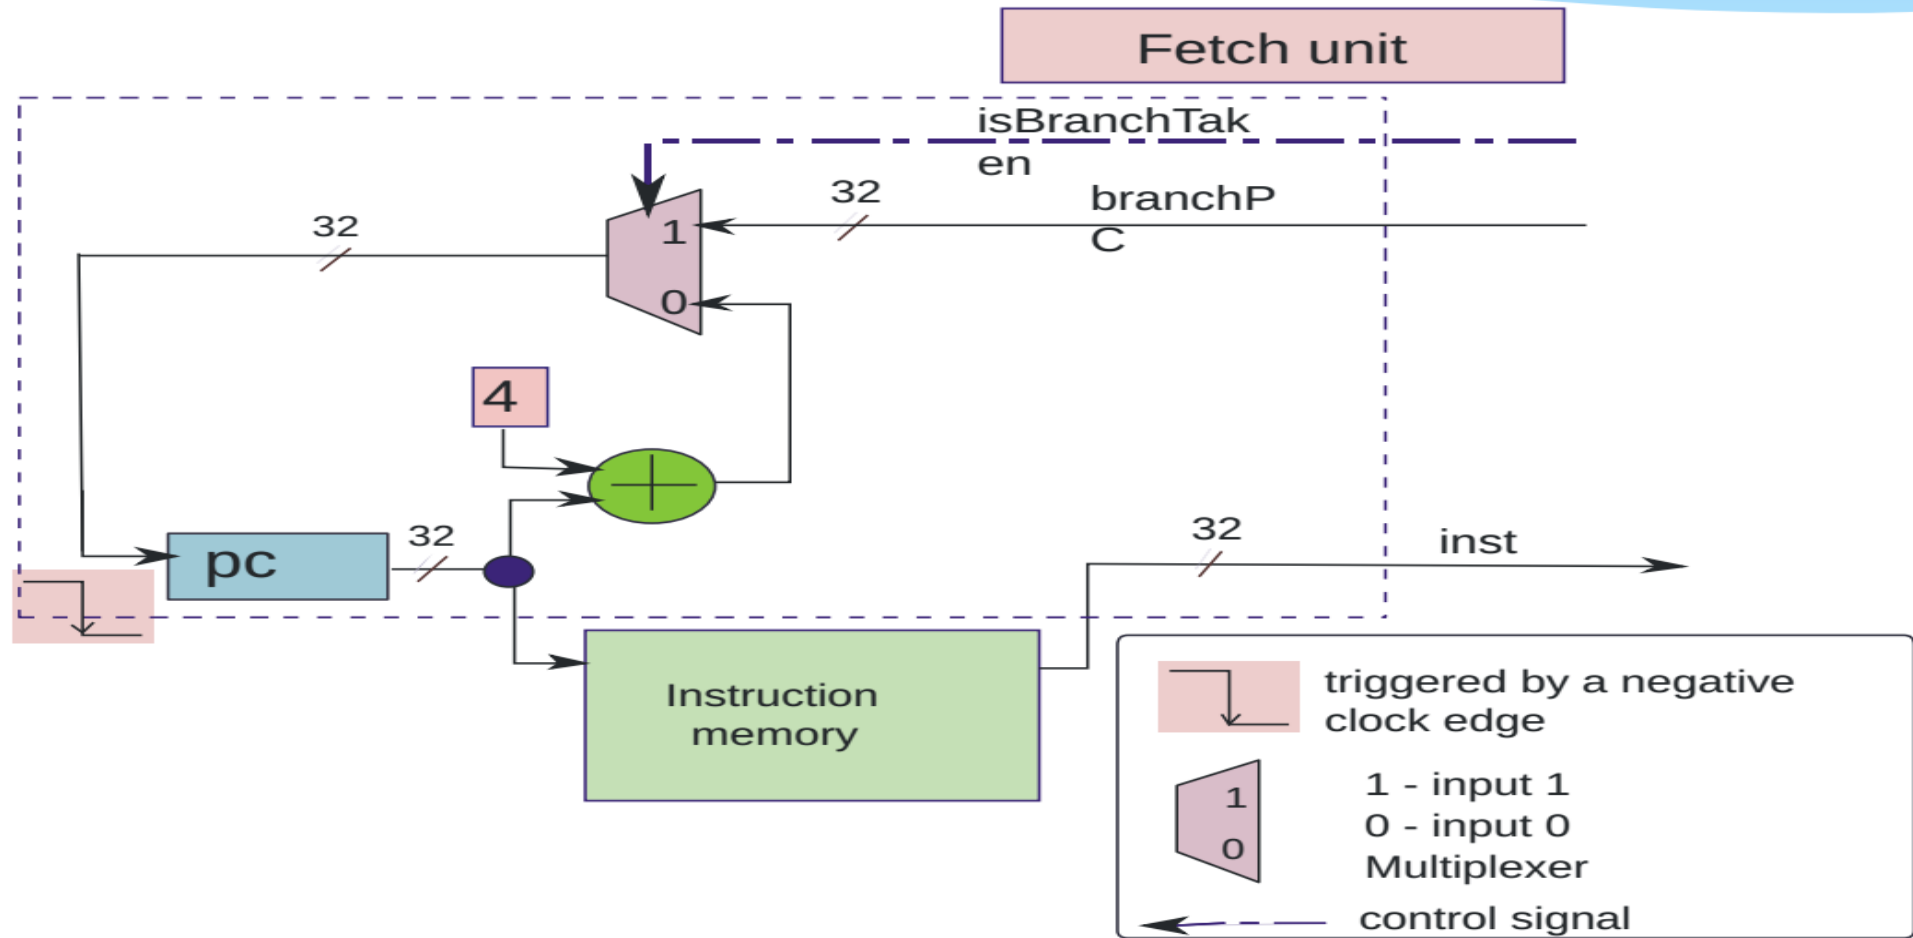 Fetch unit
isBranchTak
en
32
branchP
C
32
1
0
4
32
pc
32
inst
Instruction
memory
triggered by a negative
clock edge
1
0
1 - input 1
0 - input 0
Multiplexer
control signal